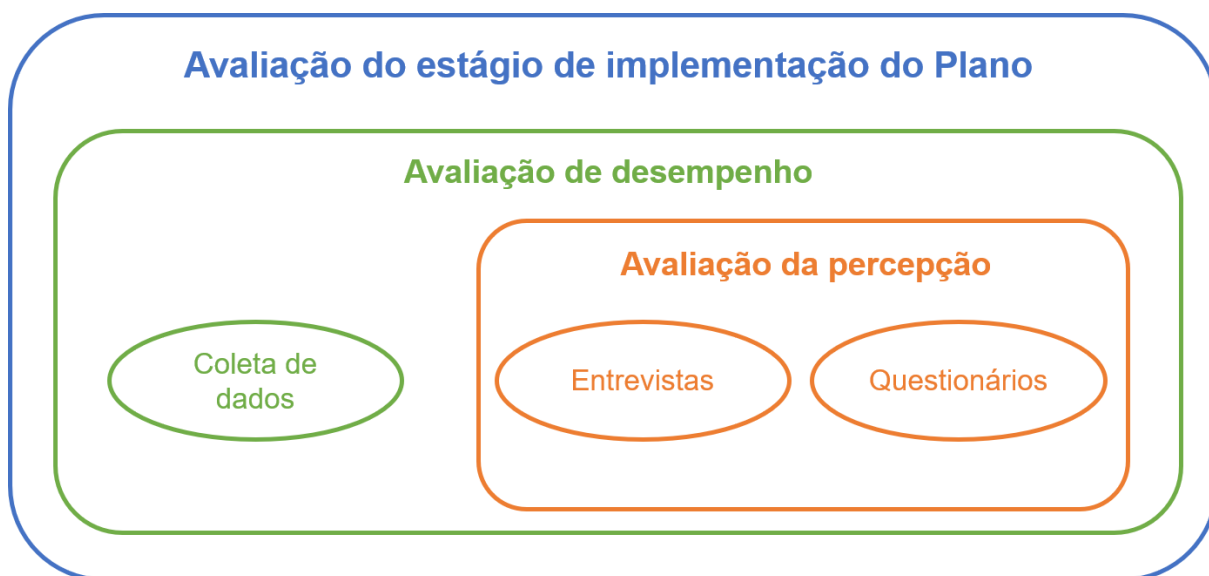 Avaliação do estágio de implementação do Plano
Avaliação de desempenho
Avaliação da percepção
Coleta de
dados
Entrevistas
Questionários